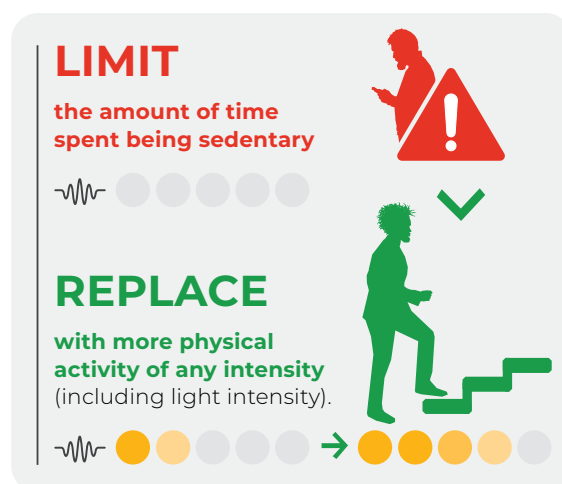 LIMIT
the amount of time
spent being sedentary
REPLACE
with more physical
activity of any intensity
(including light intensity).